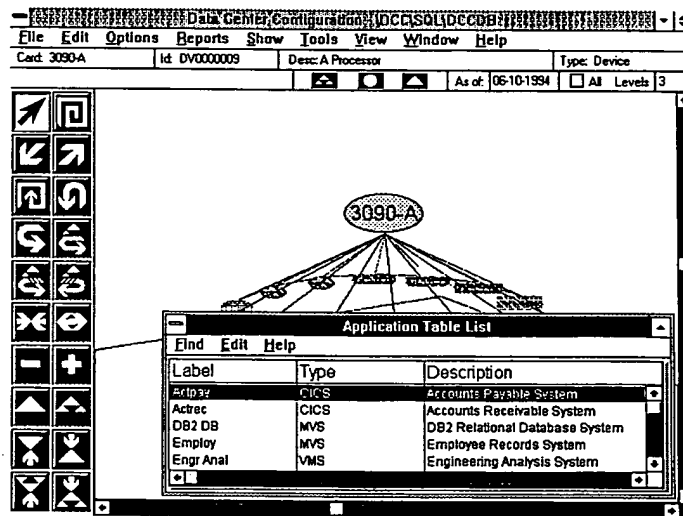 Data Center Configuration [\DCC\SQL\DCCDB]
File Edit Options Reports Show Tools View Window Help
Card: 3090-A Id: DV0000009 Desc: A Processor Type: Device
As of: 06-10-1994 All Levels 3
3090-A
Application Table List
Find Edit Help
Label Type Description
Actpay CICS Accounts Payable System
Actrec CICS Accounts Receivable System
DB2 DB MVS DB2 Relational Database System
Employ MVS Employee Records System
Engr Anal VMS Engineering Analysis System